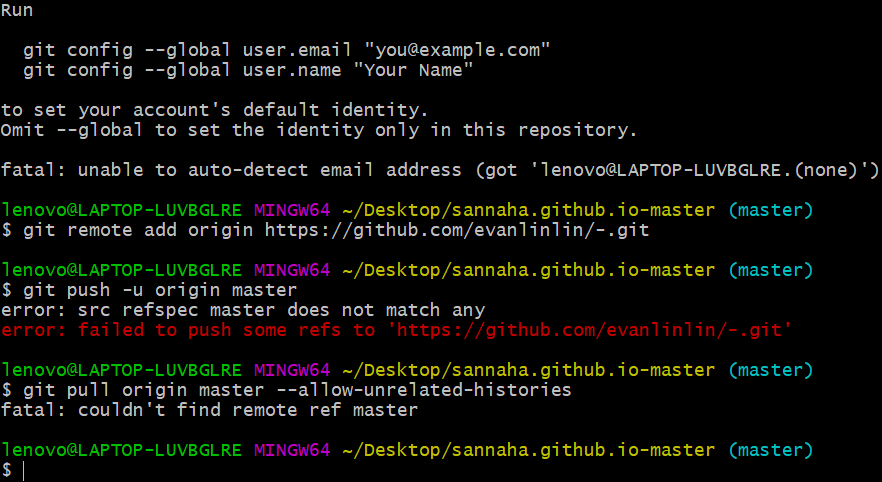 Run
git config --global user.email "you@example.com"
git config --global user.name "Your Name"
to set your account's default identity.
Omit --global to set the identity only in this repository.
fatal: unable to auto-detect email address (got 'lenovo@LAPTOP-LUVBGLRE.(none)')
lenovo@LAPTOP-LUVBGLRE MINGW64 ~/Desktop/sannaha.github.io-master (master)
$ git remote add origin https://github.com/evanlinlin/-.git
lenovo@LAPTOP-LUVBGLRE MINGW64 ~/Desktop/sannaha.github.io-master (master)
$ git push -u origin master
error: src refspec master does not match any
error: failed to push some refs to 'https://github.com/evanlinlin/-.git'
lenovo@LAPTOP-LUVBGLRE MINGW64 ~/Desktop/sannaha.github.io-master (master)
$ git pull origin master --allow-unrelated-histories
fatal: couldn't find remote ref master
lenovo@LAPTOP-LUVBGLRE MINGW64 ~/Desktop/sannaha.github.io-master (master)
$